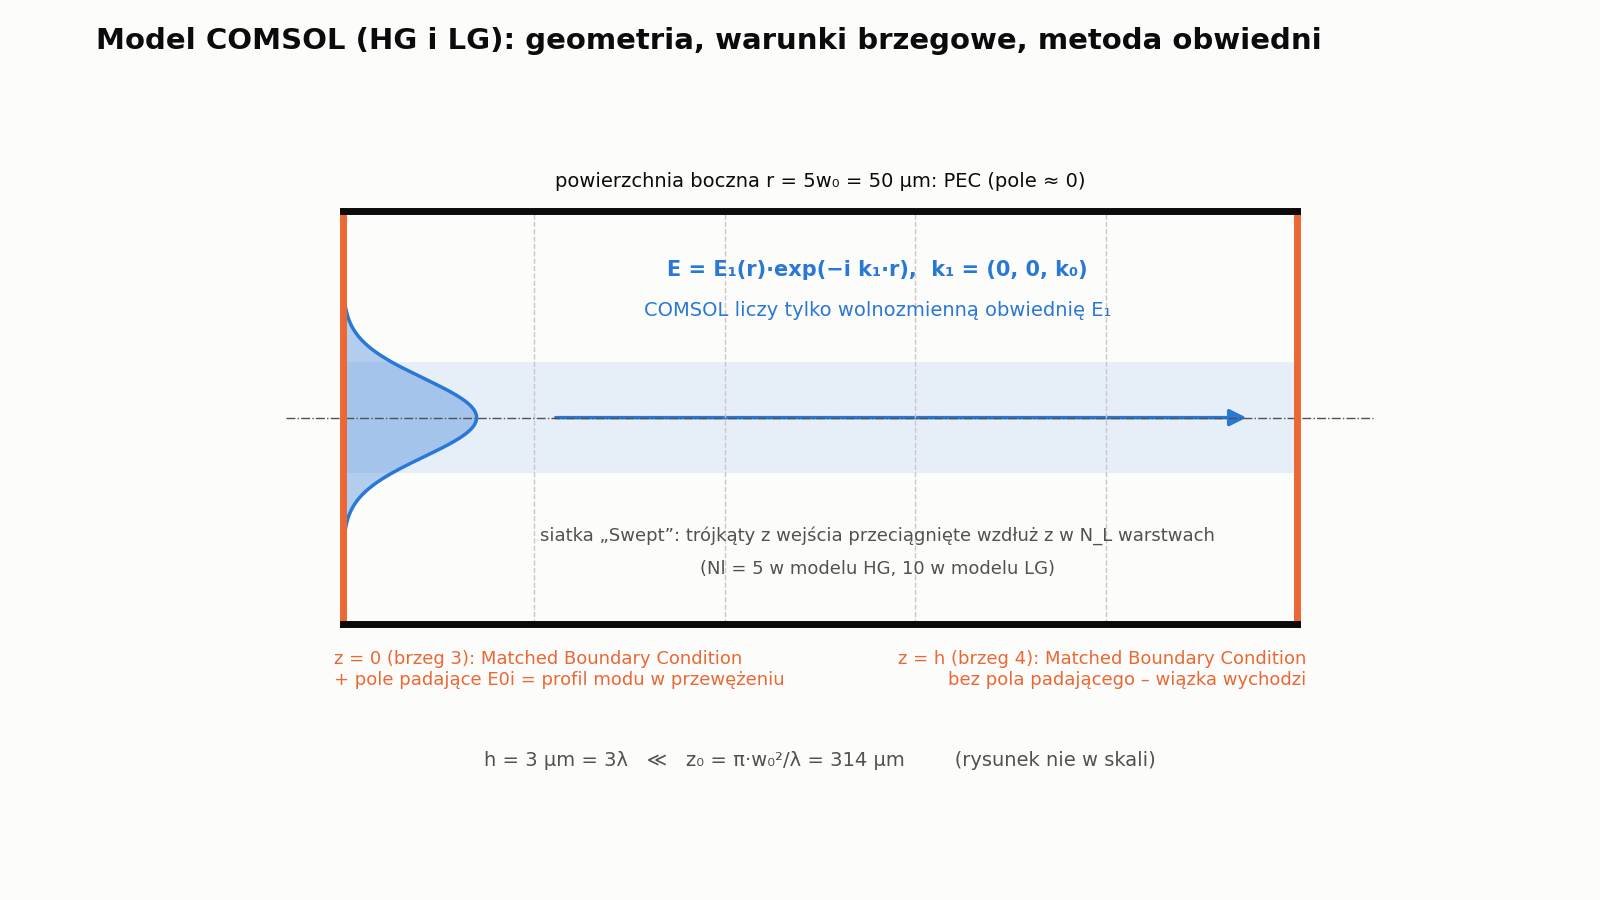 Model COMSOL (HG i LG): geometria, warunki brzegowe, metoda obwiedni
powierzchnia boczna r = 5w₀ = 50 µm: PEC (pole ≈ 0)
E = E₁(r)·exp(−i k₁·r),  k₁ = (0, 0, k₀)
COMSOL liczy tylko wolnozmienną obwiednię E₁
siatka „Swept”: trójkąty z wejścia przeciągnięte wzdłuż z w N_L warstwach
(Nl = 5 w modelu HG, 10 w modelu LG)
z = 0 (brzeg 3): Matched Boundary Condition
+ pole padające E0i = profil modu w przewężeniu
z = h (brzeg 4): Matched Boundary Condition
bez pola padającego – wiązka wychodzi
h = 3 µm = 3λ   ≪   z₀ = π·w₀²/λ = 314 µm        (rysunek nie w skali)